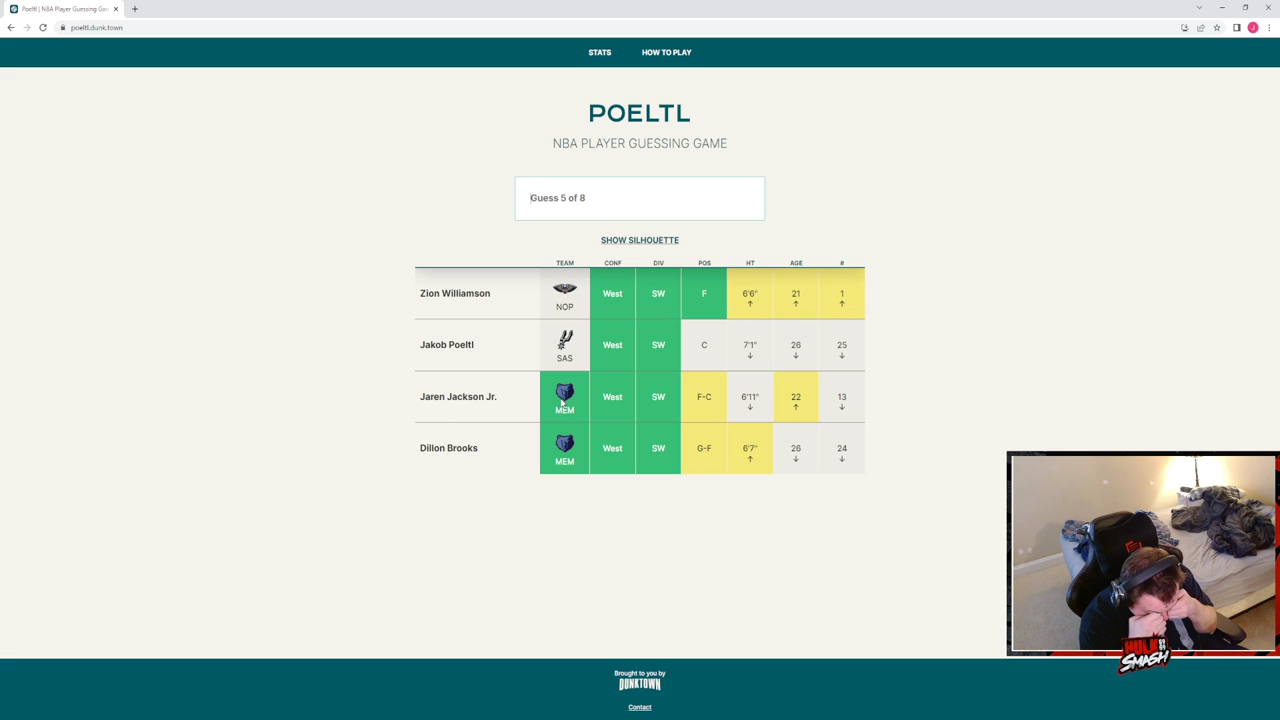 Poeltl | NBA Player Guessing Gam
poeltl.dunk.town
STATS HOW TO PLAY
POELTL
NBA PLAYER GUESSING GAME
Guess 5 of 8
SHOW SILHOUETTE
TEAM CONF DIV POS HT AGE #
Zion Williamson NOP West SW F 6'6" ↑ 21 ↑ 1 ↑
Jakob Poeltl SAS West SW C 7'1" ↓ 26 ↓ 25 ↓
Jaren Jackson Jr. MEM West SW F-C 6'11" ↓ 22 ↑ 13 ↓
Dillon Brooks MEM West SW G-F 6'7" ↑ 26 ↓ 24 ↓
HULK
SMASH
Brought to you by
DUNKTOWN
Contact